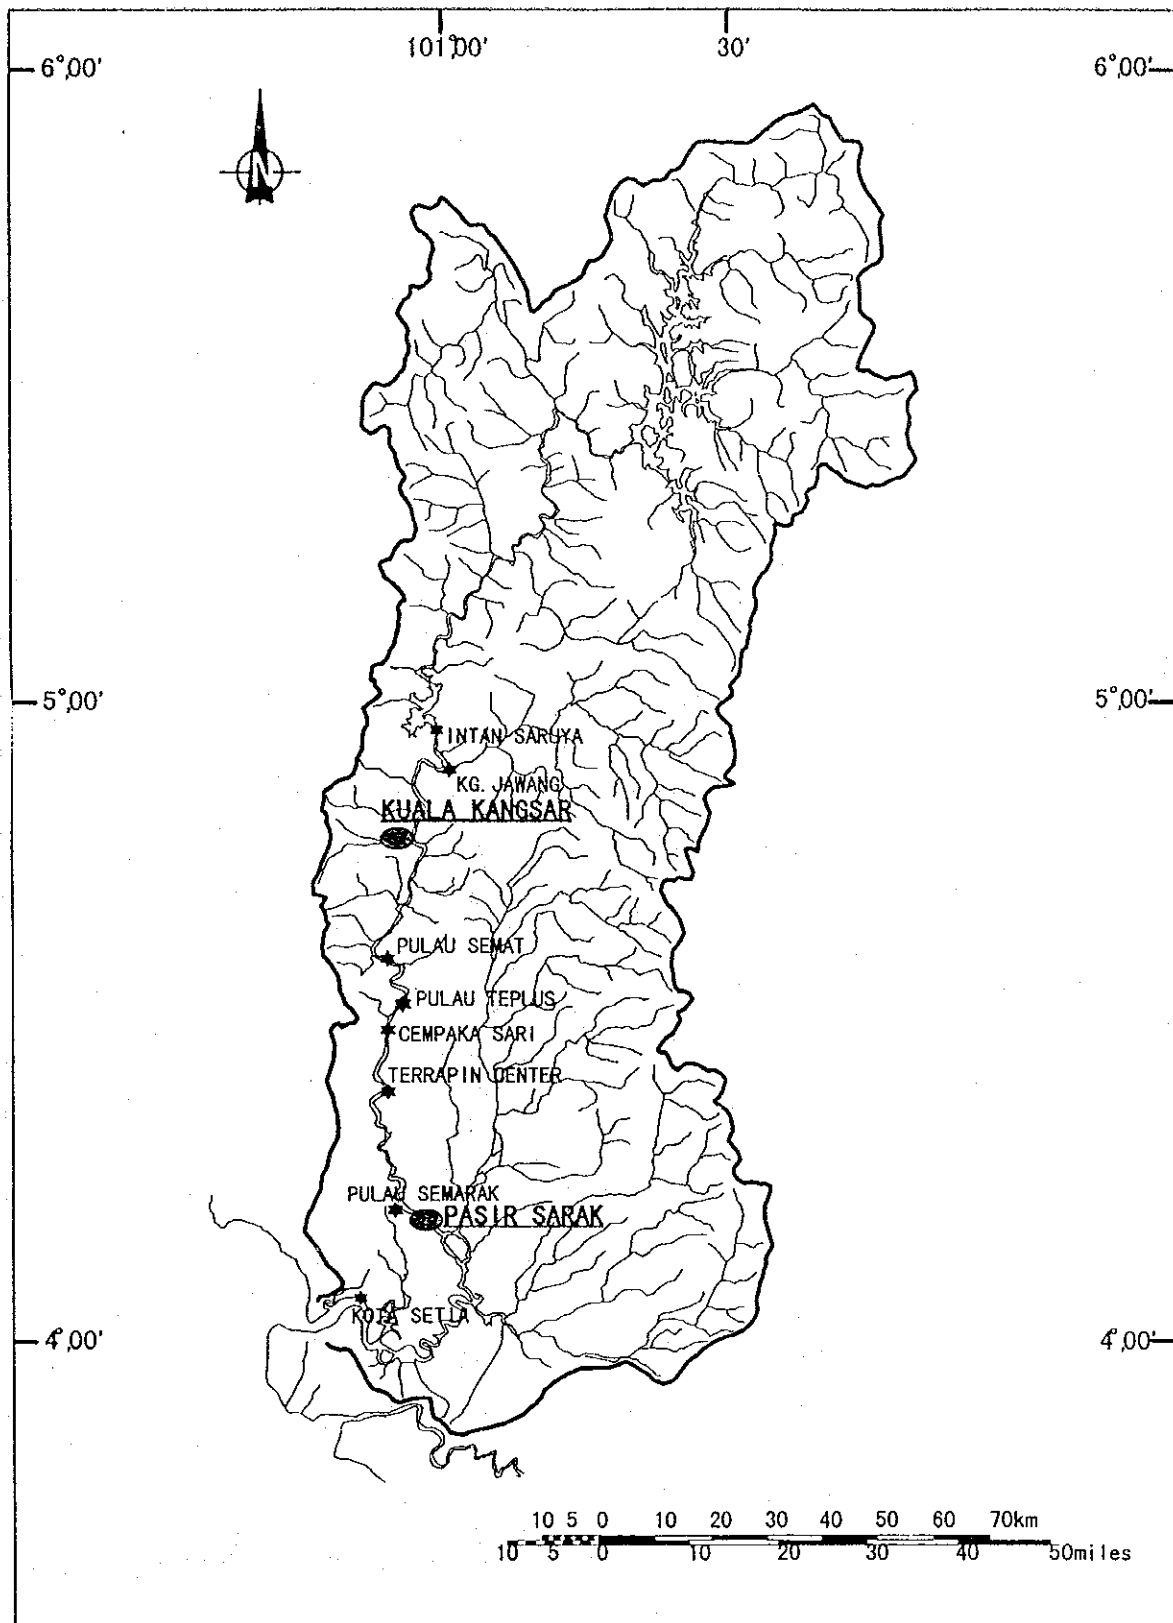 101°00' 30'
6°00' 6°00'
N
5°00' 5°00'
INTAN SARUYA
KG. JAWANG
KUALA KANGSAR
PULAU SEMAT
PULAU TEPLUS
CEMPAKA SARI
TERRAPIN CENTER
PULAU SEMARAK
PASIR SARAK
KOTA SETIA
4°00' 4°00'
10 5 0 10 20 30 40 50 60 70km
10 5 0 10 20 30 40 50miles